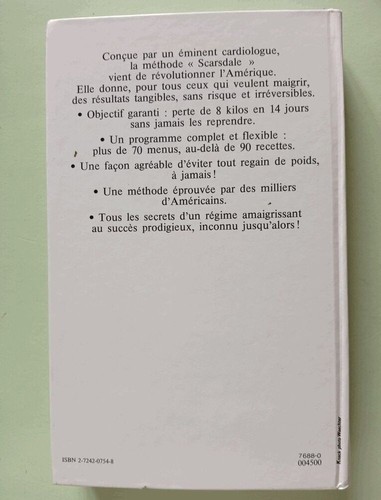 Conçue par un éminent cardiologue,
la méthode « Scarsdale »
vient de révolutionner l'Amérique.
Elle donne, pour tous ceux qui veulent maigrir,
des résultats tangibles, sans risque et irréversibles.
• Objectif garanti : perte de 8 kilos en 14 jours
sans jamais les reprendre.
• Un programme complet et flexible :
plus de 70 menus, au-delà de 90 recettes.
• Une façon agréable d'éviter tout regain de poids,
à jamais !
• Une méthode éprouvée par des milliers
d'Américains.
• Tous les secrets d'un régime amaigrissant
au succès prodigieux, inconnu jusqu'alors !
ISBN 2-7242-0754-8
7688-0
004500
photo